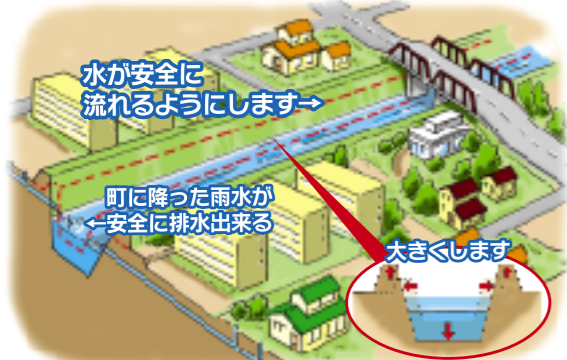 水が安全に
流れるようにします→
町に降った雨水が
←安全に排水出来る
大きくします